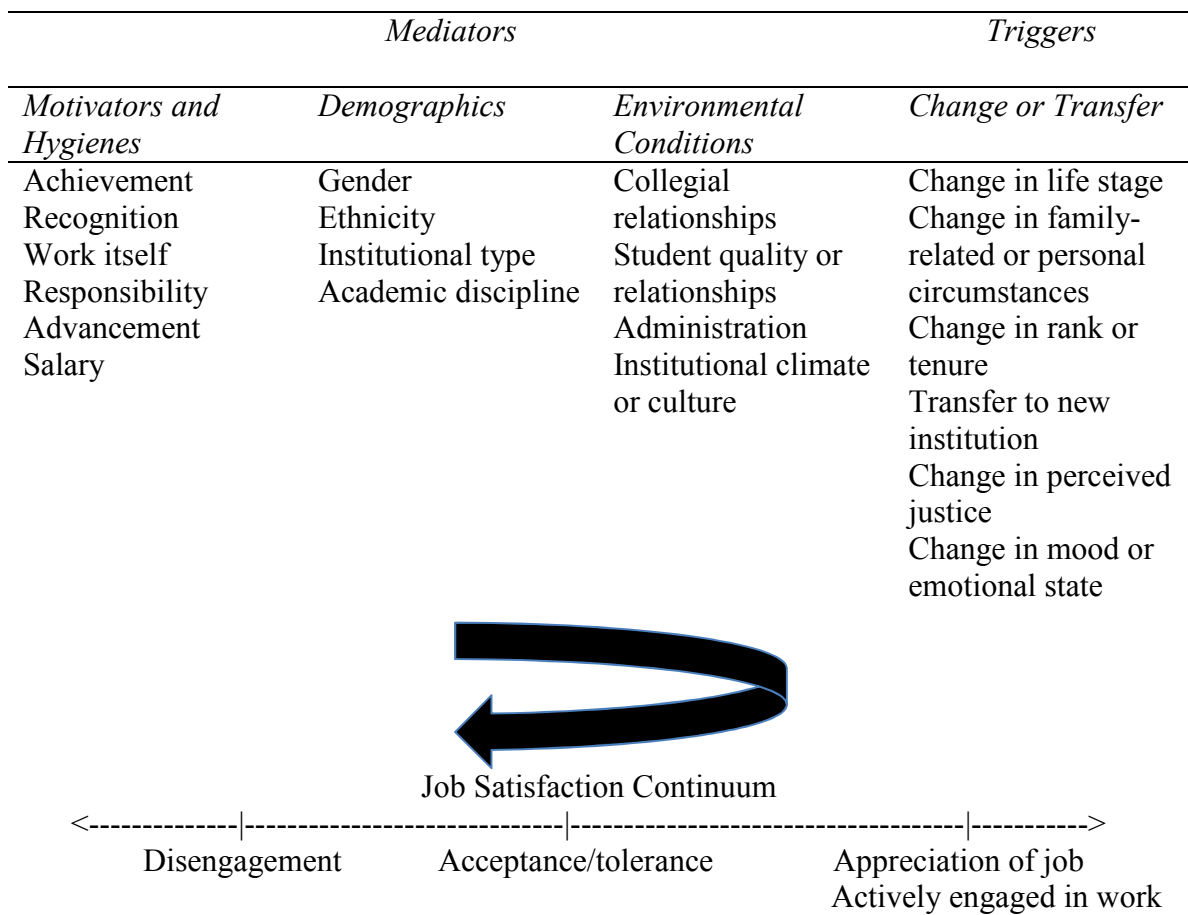 Mediators Triggers
Motivators and Hygienes Demographics Environmental Conditions Change or Transfer
Achievement
Recognition
Work itself
Responsibility
Advancement
Salary
Gender
Ethnicity
Institutional type
Academic discipline
Collegial
relationships
Student quality or
relationships
Administration
Institutional climate
or culture
Change in life stage
Change in family-
related or personal
circumstances
Change in rank or
tenure
Transfer to new
institution
Change in perceived
justice
Change in mood or
emotional state
Job Satisfaction Continuum
<--------------|------------------------------|-------------------------------------|----------->
Disengagement Acceptance/tolerance Appreciation of job
Actively engaged in work